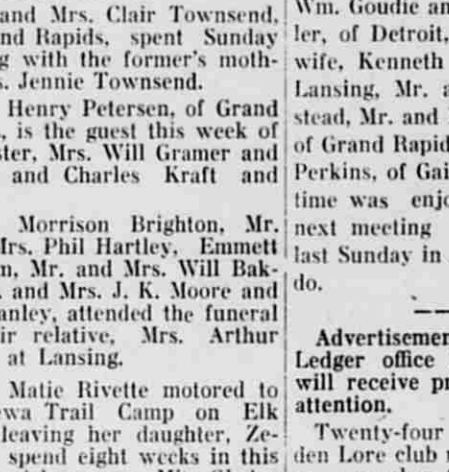 and Mrs. Clair Townsend,
nd Rapids, spent Sunday
g with the former's moth-
s. Jennie Townsend.
Henry Petersen, of Grand
., is the guest this week of
ster, Mrs. Will Gramer and
and Charles Kraft and
Morrison Brighton, Mr.
Mrs. Phil Hartley, Emmett
n, Mr. and Mrs. Will Bak-
. and Mrs. J. K. Moore and
anley, attended the funeral
ir relative, Mrs. Arthur
at Lansing.
Matie Rivette motored to
ewa Trail Camp on Elk
leaving her daughter, Ze-
spend eight weeks in this
Wm. Goudie an
ler, of Detroit,
wife, Kenneth
Lansing, Mr. a
stead, Mr. and
of Grand Rapid
Perkins, of Gai
time was enjo
next meeting
last Sunday in
do.
Advertisemen
Ledger office
will receive pr
attention.
Twenty-four
den Lore club